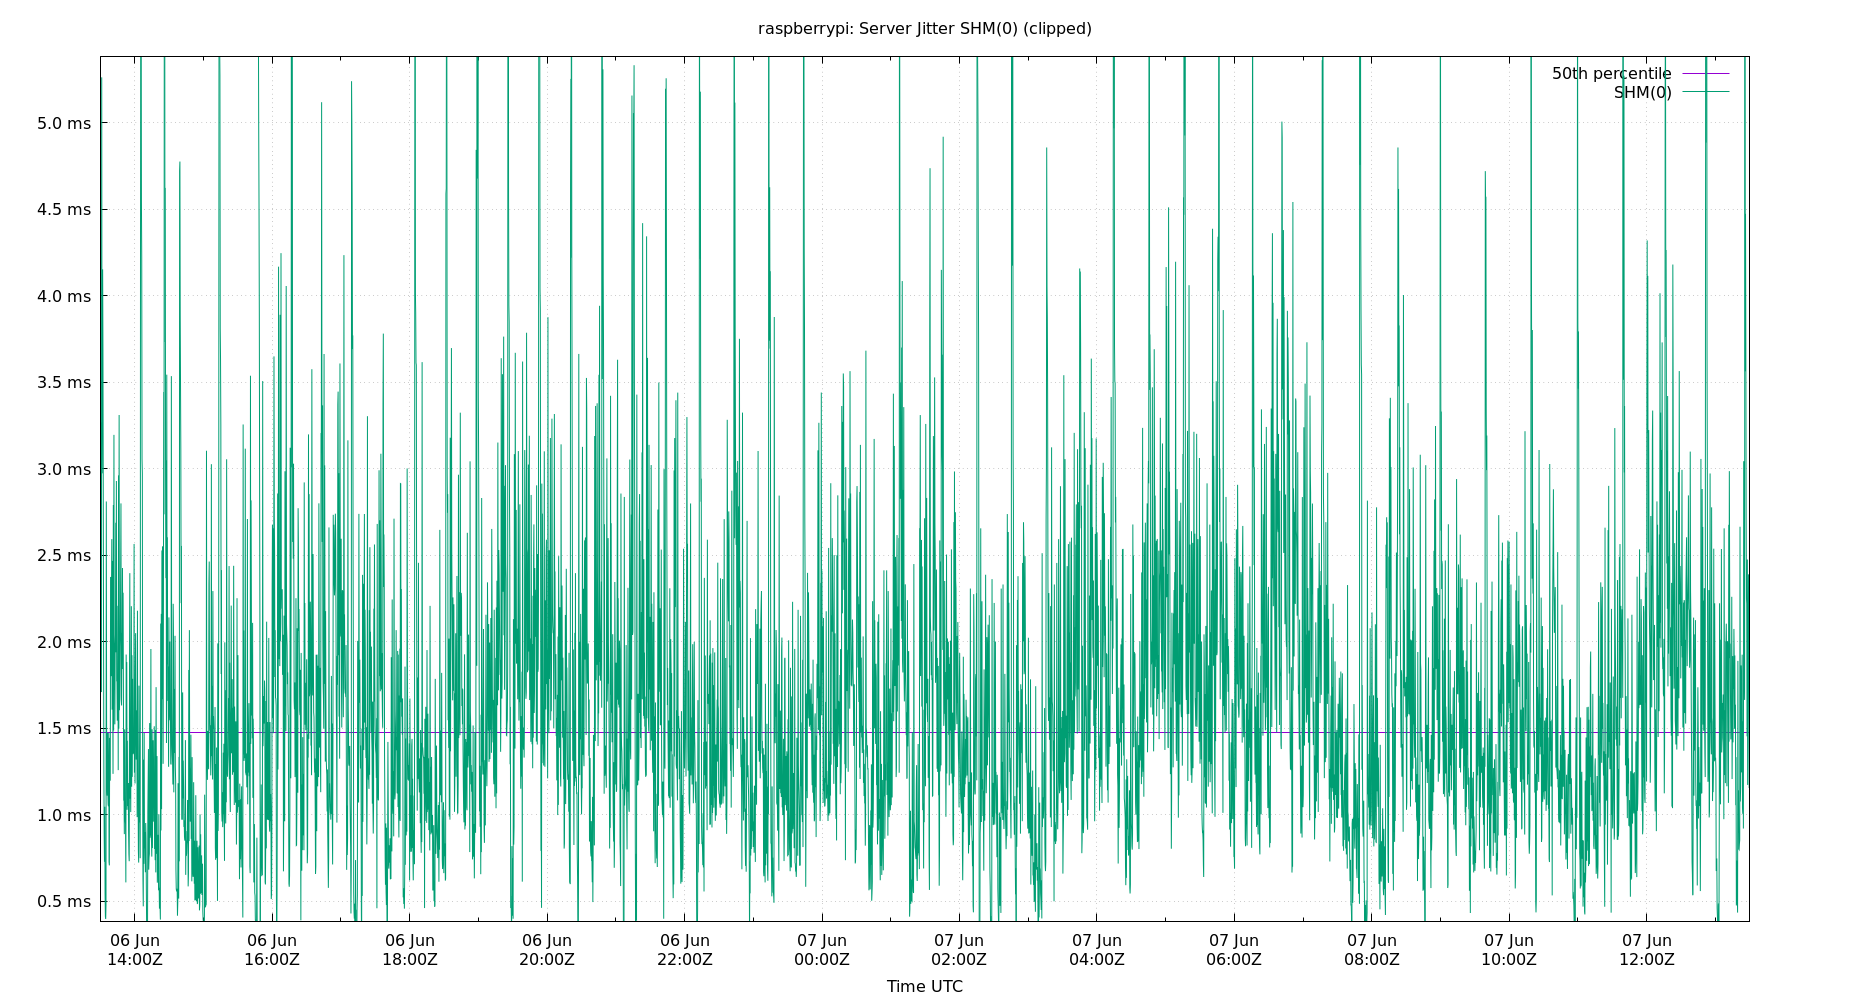 raspberrypi: Server Jitter SHM(0) (clipped)
50th percentile
SHM(0)
5.0 ms
4.5 ms
4.0 ms
3.5 ms
3.0 ms
2.5 ms
2.0 ms
1.5 ms
1.0 ms
0.5 ms
06 Jun 06 Jun 06 Jun 06 Jun 06 Jun 07 Jun 07 Jun 07 Jun 07 Jun 07 Jun 07 Jun 07 Jun
14:00Z 16:00Z 18:00Z 20:00Z 22:00Z 00:00Z 02:00Z 04:00Z 06:00Z 08:00Z 10:00Z 12:00Z
Time UTC